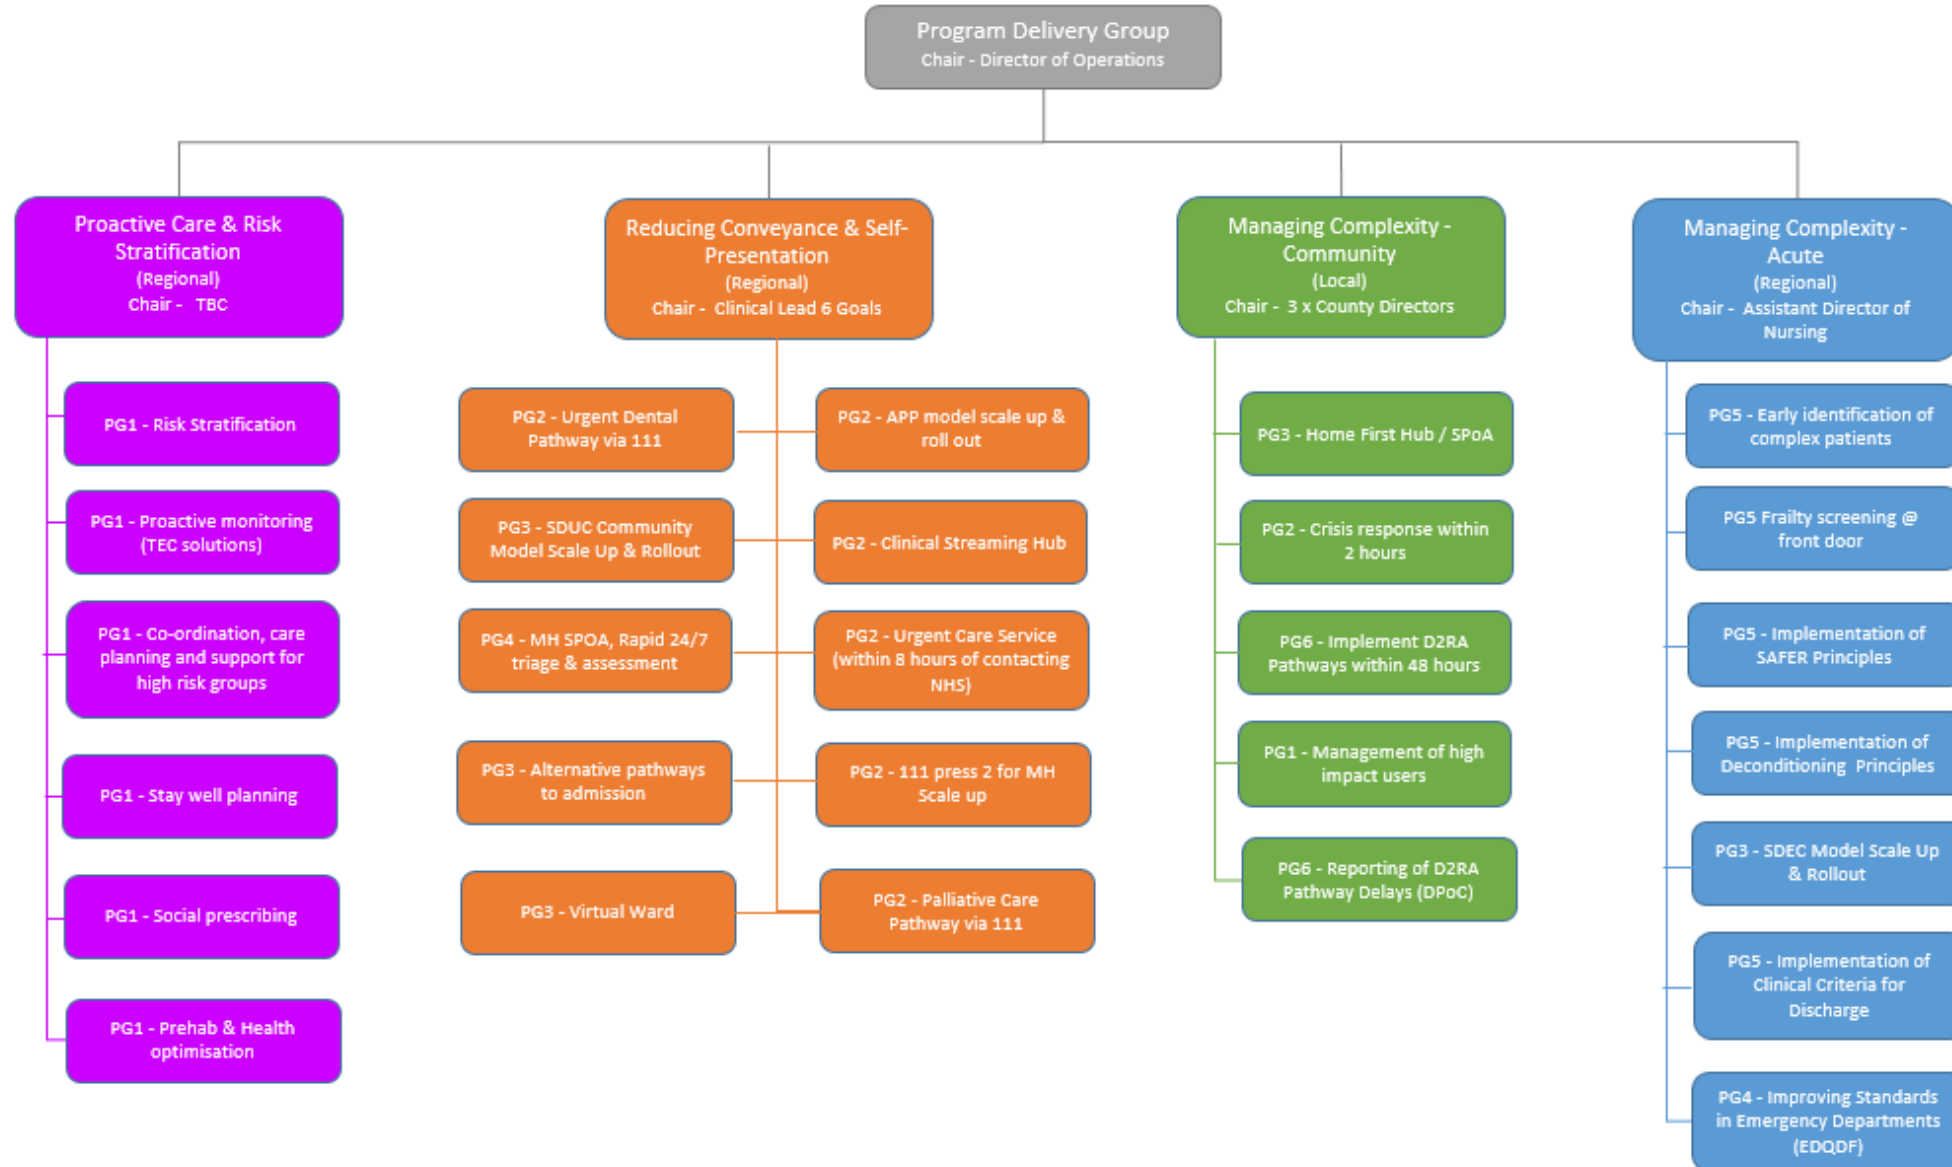 Program Delivery Group
Chair - Director of Operations
Proactive Care & Risk
Stratification
(Regional)
Chair - TBC
PG1 - Risk Stratification
PG1 - Proactive monitoring
(TEC solutions)
PG1 - Co-ordination, care
planning and support for
high risk groups
PG1 - Stay well planning
PG1 - Social prescribing
PG1 - Prehab & Health
optimisation
Reducing Conveyance & Self-
Presentation
(Regional)
Chair - Clinical Lead 6 Goals
PG2 - Urgent Dental
Pathway via 111
PG2 - APP model scale up &
roll out
PG3 - SDUC Community
Model Scale Up & Rollout
PG2 - Clinical Streaming Hub
PG4 - MH SPOA, Rapid 24/7
triage & assessment
PG2 - Urgent Care Service
(within 8 hours of contacting
NHS)
PG3 - Alternative pathways
to admission
PG2 - 111 press 2 for MH
Scale up
PG3 - Virtual Ward
PG2 - Palliative Care
Pathway via 111
Managing Complexity -
Community
(Local)
Chair - 3 x County Directors
PG3 - Home First Hub / SPoA
PG2 - Crisis response within
2 hours
PG6 - Implement D2RA
Pathways within 48 hours
PG1 - Management of high
impact users
PG6 - Reporting of D2RA
Pathway Delays (DPoC)
Managing Complexity -
Acute
(Regional)
Chair - Assistant Director of
Nursing
PG5 - Early identification of
complex patients
PG5 Frailty screening @
front door
PG5 - Implementation of
SAFER Principles
PG5 - Implementation of
Deconditioning Principles
PG3 - SDEC Model Scale Up
& Rollout
PG5 - Implementation of
Clinical Criteria for
Discharge
PG4 - Improving Standards
in Emergency Departments
(EDQDF)